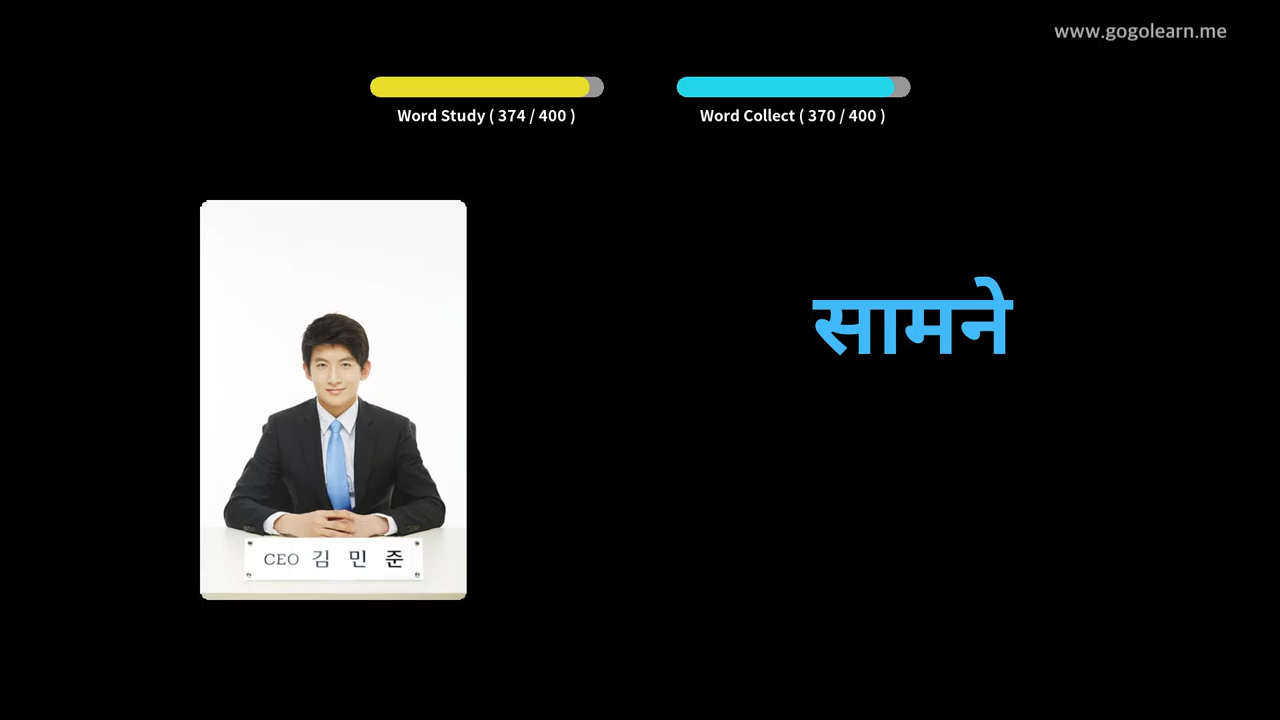 www.gogolearn.me
Word Study ( 374 / 400 )
Word Collect ( 370 / 400 )
सामने
CEO 김 민 준